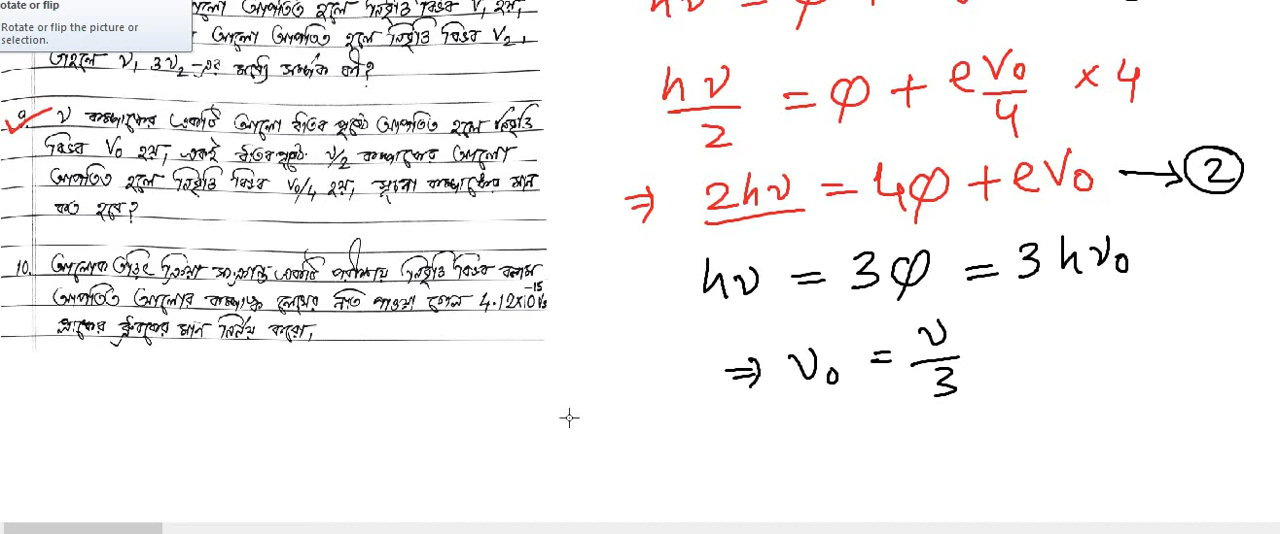 otate or flip
Rotate or flip the picture or
selection.
আলো আপতিত হলে নিবৃত্তি বিভব V₁ হয়,
আলো আপতিত হলে নিবৃত্তি বিভব V₂,
তাহলে V₁ ও V₂-এর মধ্যে সম্পর্ক কী?
9. ν কম্পাঙ্কের একটি আলো ধাতব পৃষ্ঠে আপতিত হলে নিবৃত্তি
বিভব V₀ হয়, একই ধাতব পৃষ্ঠে ν/2 কম্পাঙ্কের আলো
আপতিত হলে নিবৃত্তি বিভব V₀/4 হয়, সূচনা কম্পাঙ্কের মান
কত হবে?
10. আলোক তড়িৎ ক্রিয়া সংক্রান্ত একটি পরীক্ষায় নিবৃত্তি বিভব বনাম
আপতিত আলোর কম্পাঙ্ক লেখের নতি পাওয়া গেল 4.12×10⁻¹⁵ Vs
প্লাঙ্কের ধ্রুবকের মান নির্ণয় করো,
hν/2 = φ + eV₀/4 × 4
⇒ 2hν = 4φ + eV₀ → ②
hν = 3φ = 3hν₀
⇒ ν₀ = ν/3